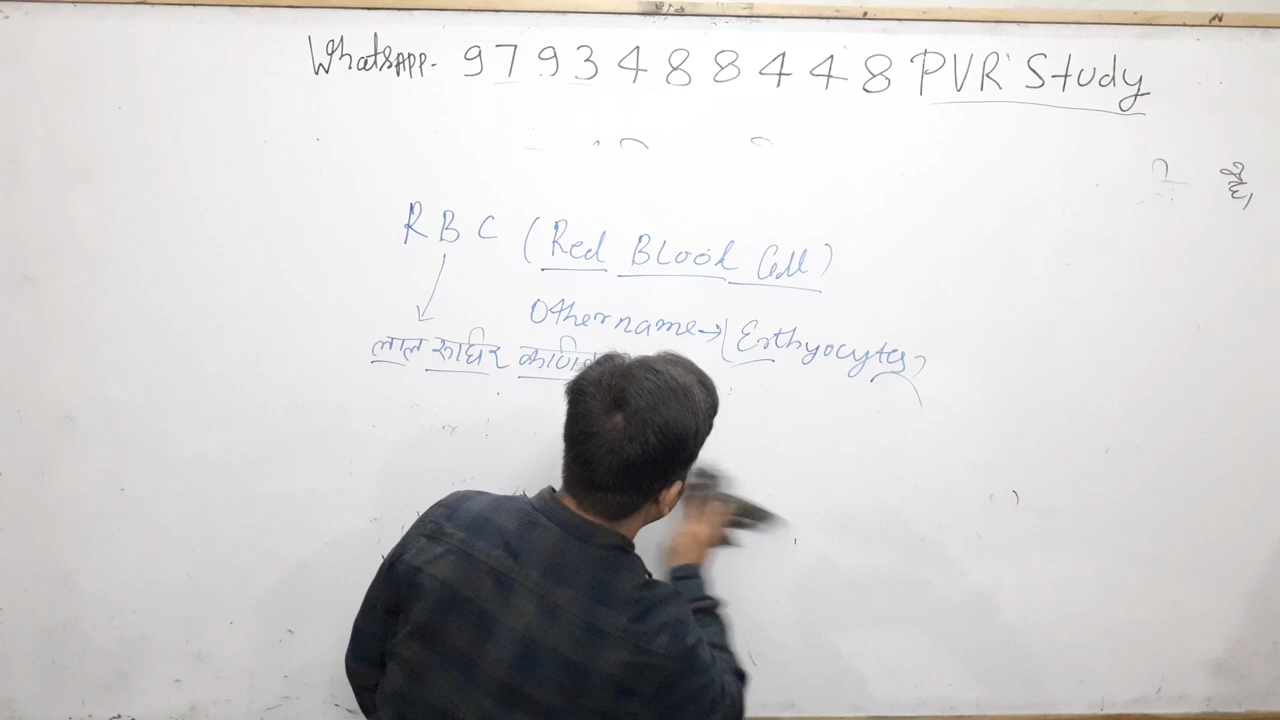 WhatsAPP- 9793488448 PVR Study
RBC (Red Blood Cell)
Other name→ (Erthyocytes)
लाल रूधिर